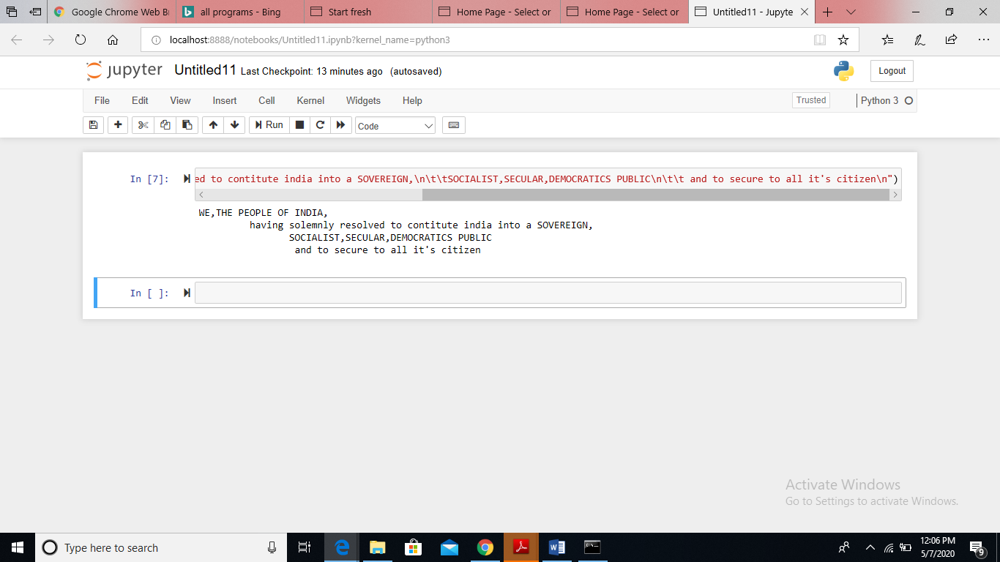 Google Chrome Web Br
all programs - Bing
Start fresh
Home Page - Select or
Home Page - Select or
Untitled11 - Jupyte
localhost:8888/notebooks/Untitled11.ipynb?kernel_name=python3
jupyter Untitled11 Last Checkpoint: 13 minutes ago (autosaved)
Logout
File Edit View Insert Cell Kernel Widgets Help
Trusted
Python 3
Run
Code
In [7]: ed to contitute india into a SOVEREIGN,\n\t\tSOCIALIST,SECULAR,DEMOCRATICS PUBLIC\n\t\t and to secure to all it's citizen\n")
WE,THE PEOPLE OF INDIA,
having solemnly resolved to contitute india into a SOVEREIGN,
SOCIALIST,SECULAR,DEMOCRATICS PUBLIC
and to secure to all it's citizen
In [ ]:
Activate Windows
Go to Settings to activate Windows.
Type here to search
12:06 PM
5/7/2020
9